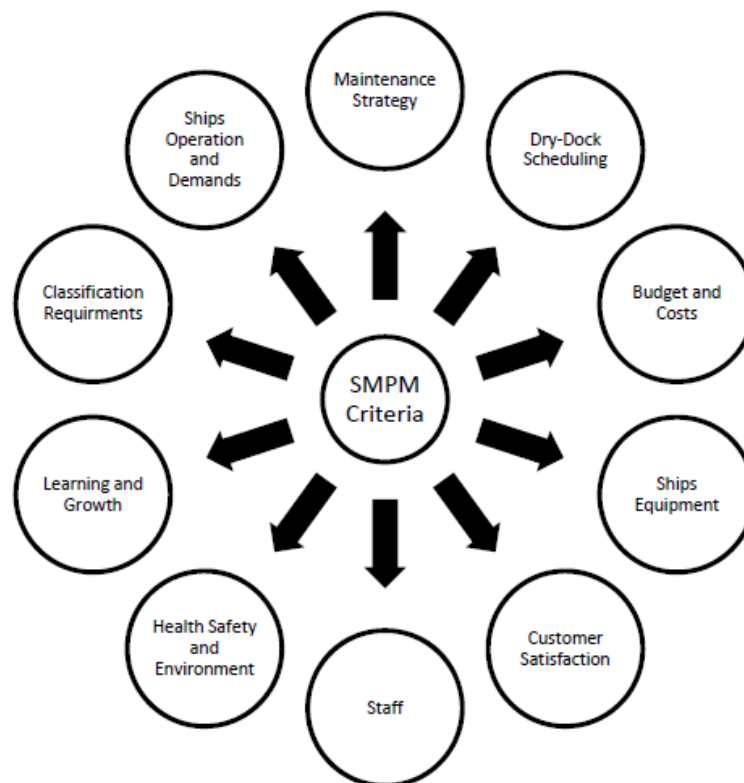 Maintenance
Strategy
Dry-Dock
Scheduling
Budget and
Costs
Ships
Equipment
Customer
Satisfaction
Staff
Health Safety
and
Environment
Learning and
Growth
Classification
Requirments
Ships
Operation
and
Demands
SMPM
Criteria